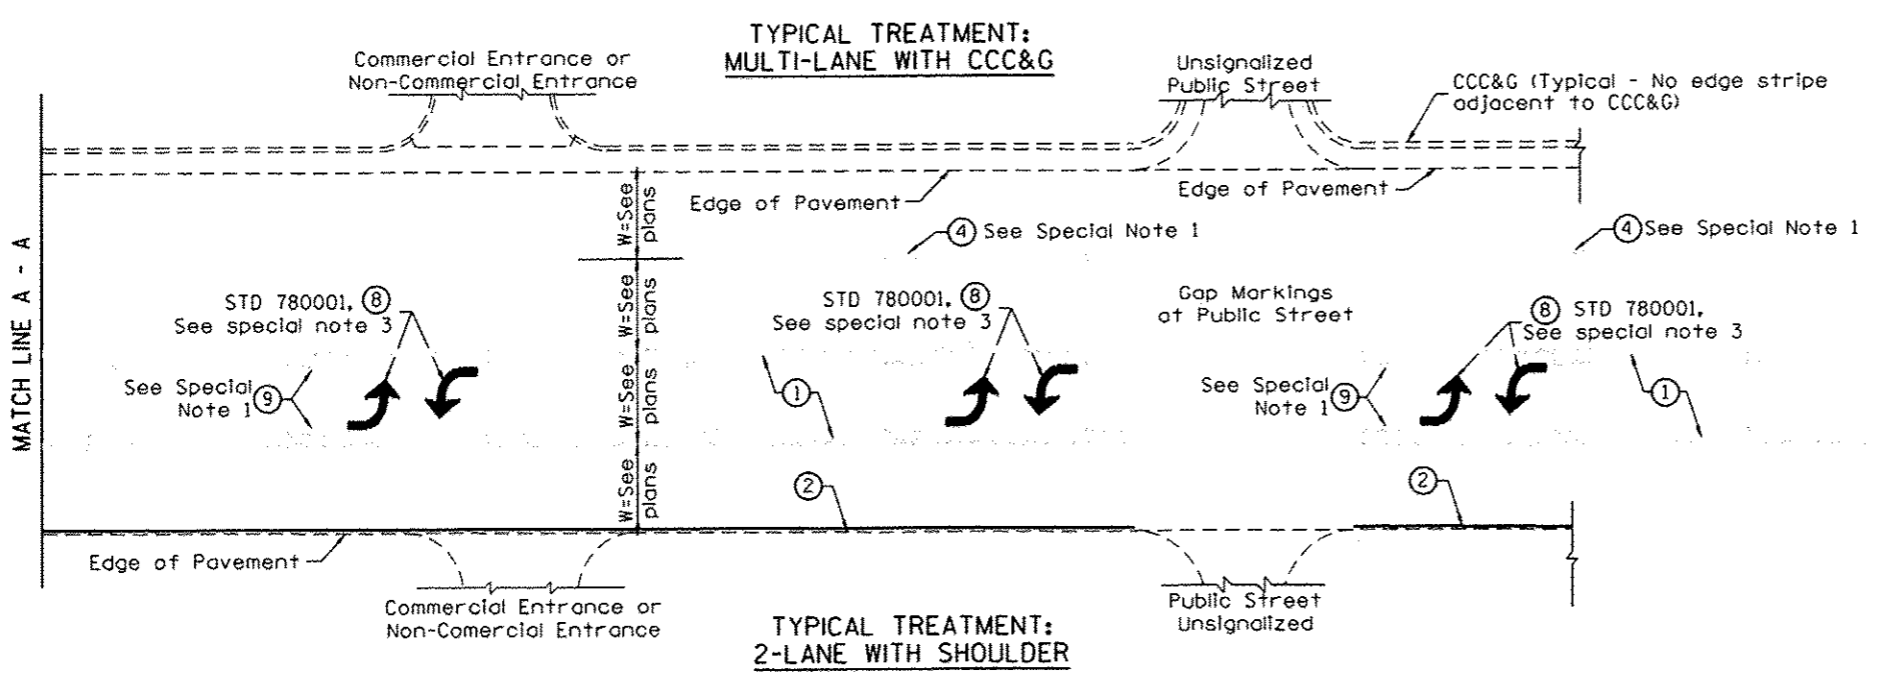 TYPICAL TREATMENT:
MULTI-LANE WITH CCC&G
Commercial Entrance or
Non-Commercial Entrance
Unsignalized
Public Street
CCC&G (Typical - No edge stripe
adjacent to CCC&G)
Edge of Pavement
Edge of Pavement
W=See
plans
4 See Special Note 1
4 See Special Note 1
MATCH LINE A - A
STD 780001, 8
See special note 3
W=See
plans
STD 780001, 8
See special note 3
Gap Markings
at Public Street
8 STD 780001,
See special note 3
See Special
Note 1 9
W=See
plans
1
See Special
Note 1 9
1
W=See
plans
2
2
Edge of Pavement
Commercial Entrance or
Non-Comercial Entrance
Public Street
Unsignalized
TYPICAL TREATMENT:
2-LANE WITH SHOULDER